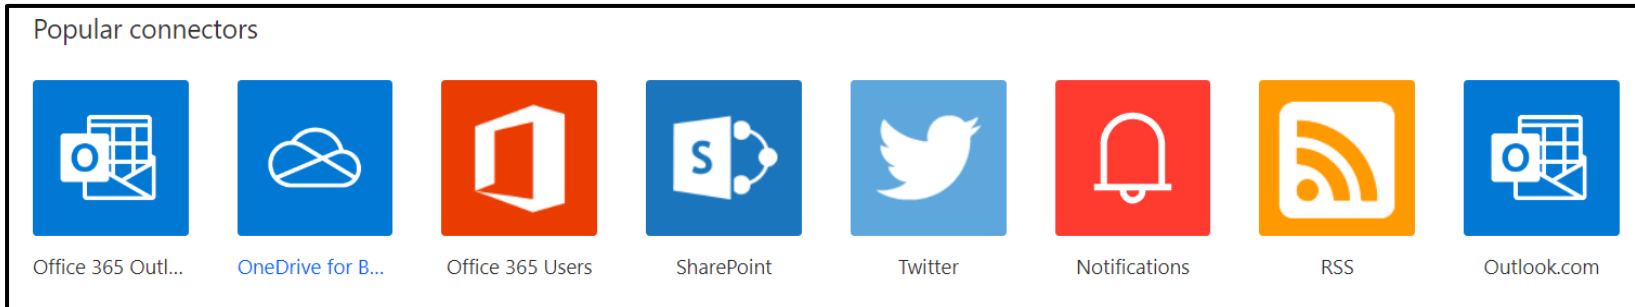 Popular connectors
O
S
O
Office 365 Outl...
OneDrive for B...
Office 365 Users
SharePoint
Twitter
Notifications
RSS
Outlook.com